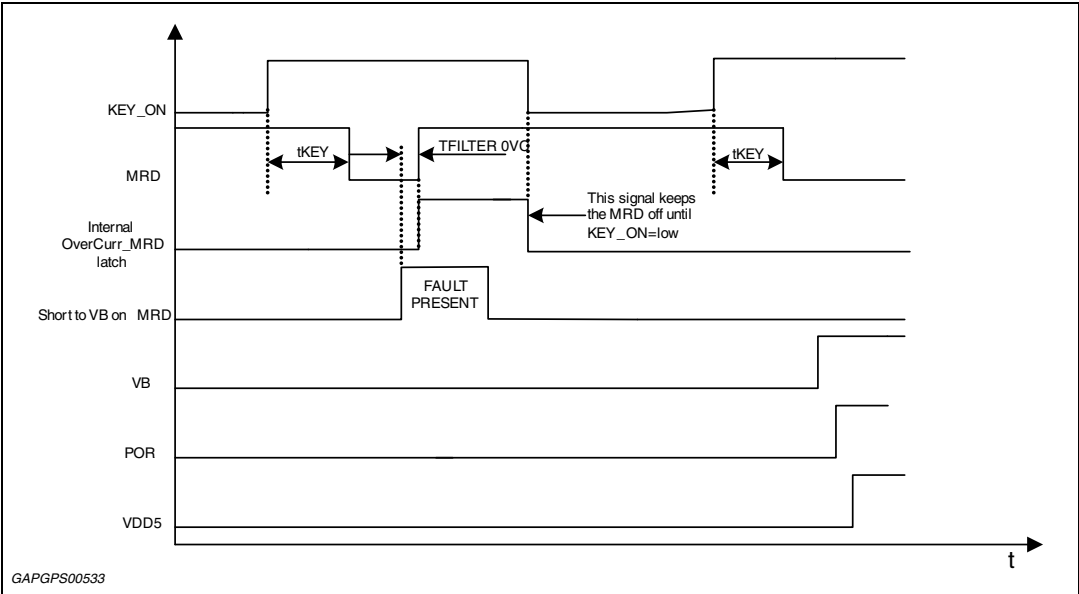 KEY_ON
MRD
tKEY
TFILTER 0VC
tKEY
Internal
OverCurr_MRD
latch
This signal keeps
the MRD off until
KEY_ON=low
Short to VB on MRD
FAULT
PRESENT
VB
POR
VDD5
t
GAPGPS00533